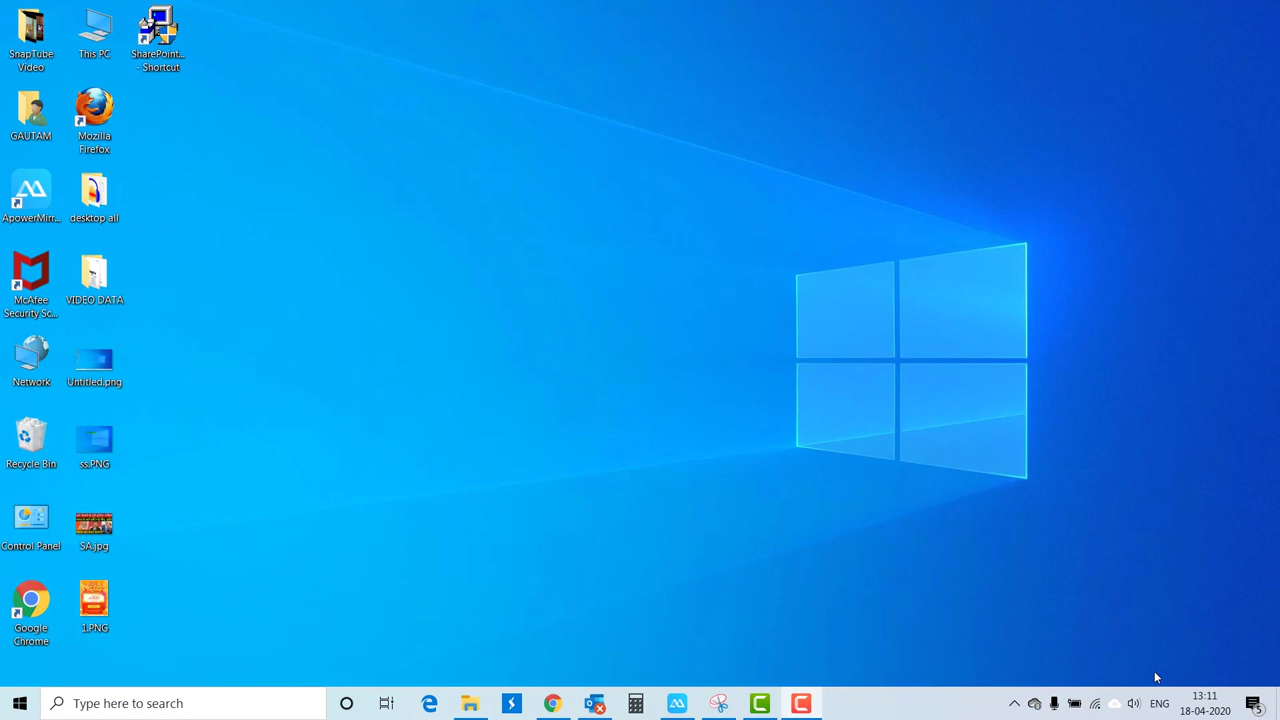 SnapTube
Video
This PC
SharePoint...
- Shortcut
GAUTAM
Mozilla
Firefox
ApowerMirr...
desktop all
McAfee
Security Sc...
VIDEO DATA
Network
Untitled.png
Recycle Bin
ss.PNG
Control Panel
SA.jpg
Google
Chrome
1.PNG
Type here to search
ENG
13:11
18-04-2020
5